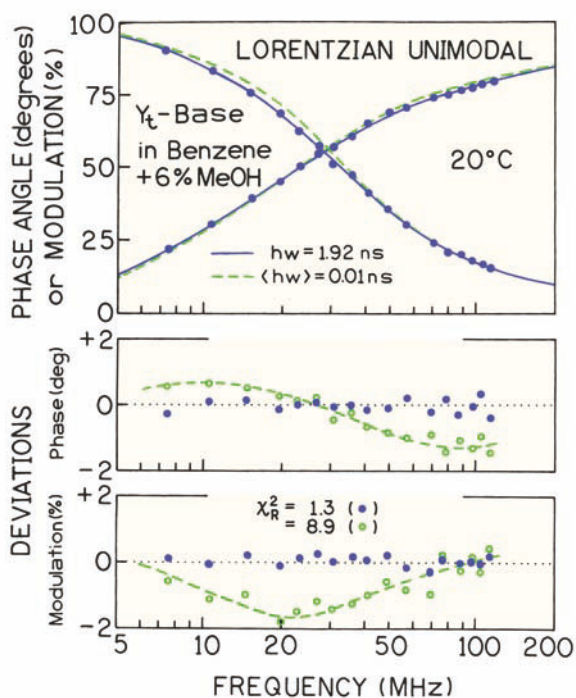 PHASE ANGLE (degrees)
or MODULATION (%)
100
75
50
25
0
LORENTZIAN UNIMODAL
Yt-Base
in Benzene
+6% MeOH
20°C
hw = 1.92 ns
⟨hw⟩ = 0.01 ns
DEVIATIONS
Phase (deg)
+2
0
-2
Modulation (%)
+2
0
-2
χ²R = 1.3 (●)
= 8.9 (○)
5 10 20 50 100 200
FREQUENCY (MHz)